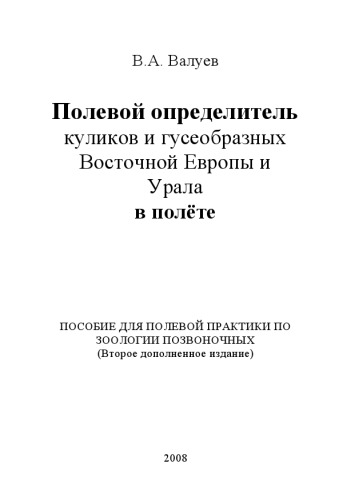 В.А. Валуев
Полевой определитель
куликов и гусеобразных
Восточной Европы и
Урала
в полёте
ПОСОБИЕ ДЛЯ ПОЛЕВОЙ ПРАКТИКИ ПО
ЗООЛОГИИ ПОЗВОНОЧНЫХ
(Второе дополненное издание)
2008